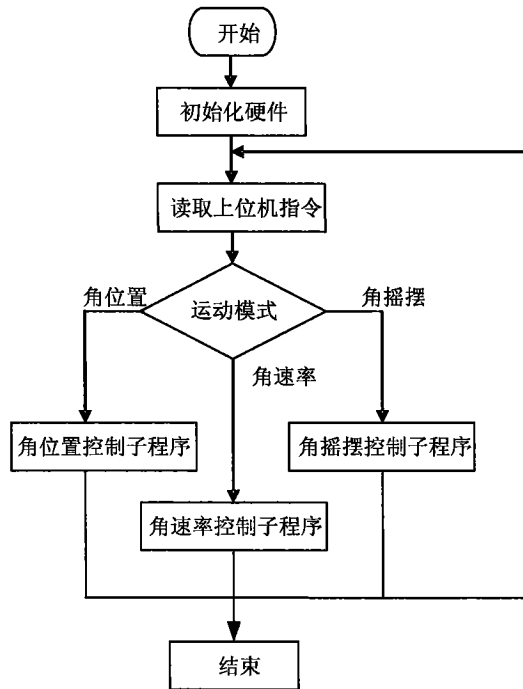 开始
初始化硬件
读取上位机指令
运动模式
角位置
角摇摆
角速率
角位置控制子程序
角摇摆控制子程序
角速率控制子程序
结束